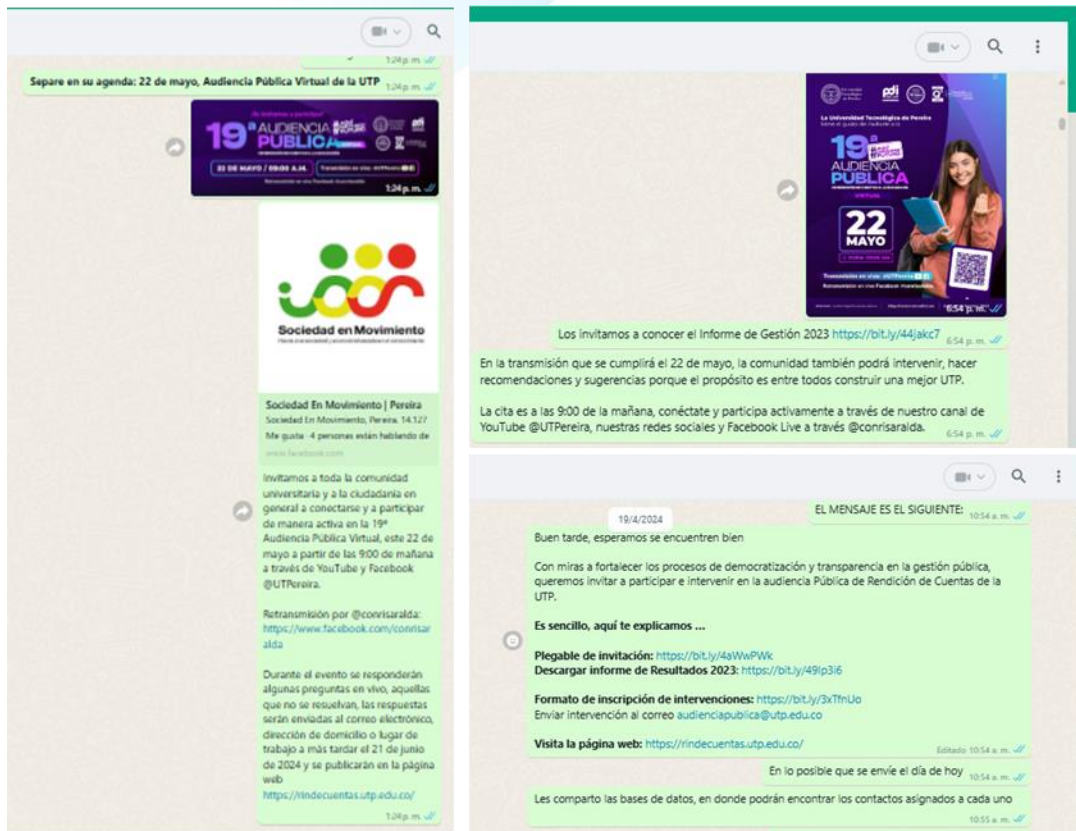 1:24 p. m.
Separe en su agenda: 22 de mayo, Audiencia Pública Virtual de la UTP
1:24 p. m.
19ª AUDIENCIA
PÚBLICA
22 DE MAYO / 09:00 A.M.
Transmisión en vivo: @UTPereira
1:24 p. m.
Sociedad en Movimiento
Sociedad En Movimiento | Pereira
Sociedad En Movimiento, Pereira. 14.127
Me gusta · 4 personas están hablando de
www.facebook.com
Invitamos a toda la comunidad
universitaria y a la ciudadanía en
general a conectarse y a participar
de manera activa en la 19ª
Audiencia Pública Virtual, este 22 de
mayo a partir de las 9:00 de mañana
a través de YouTube y Facebook
@UTPereira.
Retransmisión por @conrisaralda:
https://www.facebook.com/conrisar
alda
Durante el evento se responderán
algunas preguntas en vivo, aquellas
que no se resuelvan, las respuestas
serán enviadas al correo electrónico,
dirección de domicilio o lugar de
trabajo a más tardar el 21 de junio
de 2024 y se publicarán en la página
web
https://rindecuentas.utp.edu.co/
1:24 p. m.
La Universidad Tecnológica de Pereira
19ª
AUDIENCIA
PÚBLICA
VIRTUAL
22
MAYO
Transmisión en vivo: @UTPereira
6:54 p. m.
Los invitamos a conocer el Informe de Gestión 2023 https://bit.ly/44jakc7
6:54 p. m.
En la transmisión que se cumplirá el 22 de mayo, la comunidad también podrá intervenir, hacer
recomendaciones y sugerencias porque el propósito es entre todos construir una mejor UTP.
La cita es a las 9:00 de la mañana, conéctate y participa activamente a través de nuestro canal de
YouTube @UTPereira, nuestras redes sociales y Facebook Live a través @conrisaralda.
6:54 p. m.
EL MENSAJE ES EL SIGUIENTE:
10:54 a. m.
19/4/2024
Buen tarde, esperamos se encuentren bien
Con miras a fortalecer los procesos de democratización y transparencia en la gestión pública,
queremos invitar a participar e intervenir en la audiencia Pública de Rendición de Cuentas de la
UTP.
Es sencillo, aquí te explicamos ...
Plegable de invitación: https://bit.ly/4aWwPWk
Descargar informe de Resultados 2023: https://bit.ly/49lp3i6
Formato de inscripción de intervenciones: https://bit.ly/3xTfnUo
Enviar intervención al correo audienciapublica@utp.edu.co
Visita la página web: https://rindecuentas.utp.edu.co/
Editado 10:54 a. m.
En lo posible que se envíe el día de hoy
10:54 a. m.
Les comparto las bases de datos, en donde podrán encontrar los contactos asignados a cada uno
10:55 a. m.